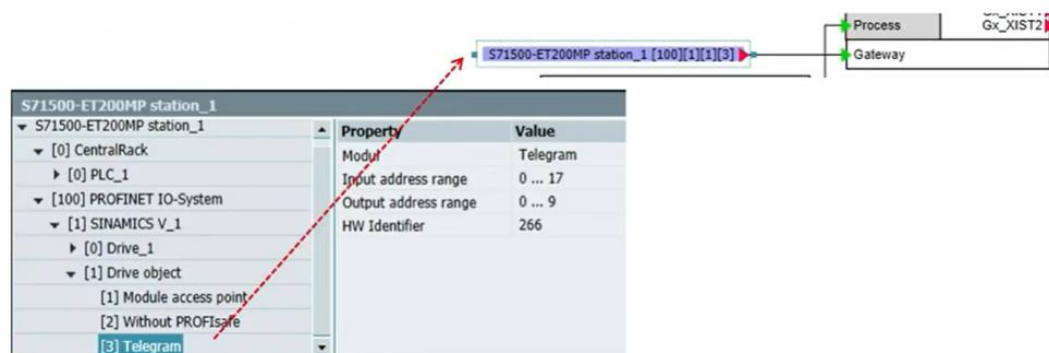 Process
Gx_XIST2
S71500-ET200MP station_1 [100][1][1][3]
Gateway
S71500-ET200MP station_1
S71500-ET200MP station_1
[0] CentralRack
[0] PLC_1
[100] PROFINET IO-System
[1] SINAMICS V_1
[0] Drive_1
[1] Drive object
[1] Module access point
[2] Without PROFIsafe
[3] Telegram
Property Value
Modul Telegram
Input address range 0 ... 17
Output address range 0 ... 9
HW Identifier 266